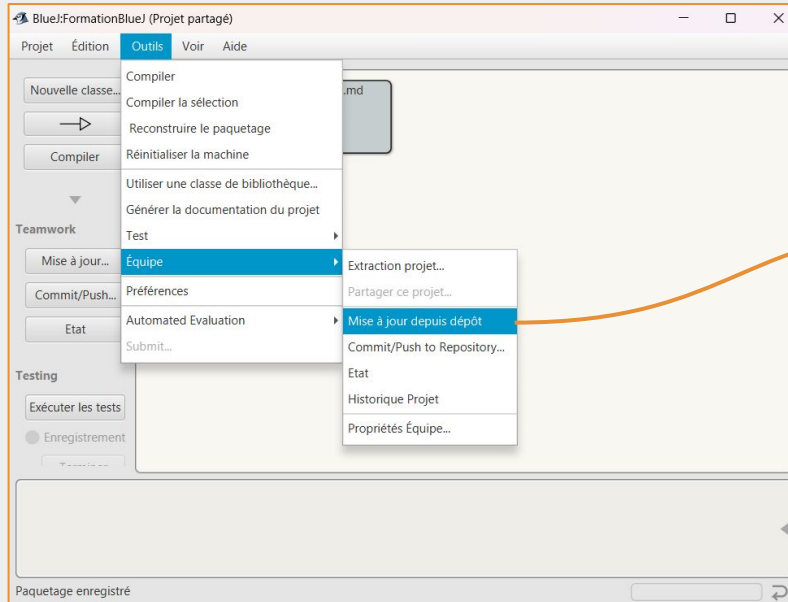 BlueJ:FormationBlueJ (Projet partagé)
Projet Édition Outils Voir Aide
Nouvelle classe...
Compiler
Teamwork
Mise à jour...
Commit/Push...
Etat
Testing
Exécuter les tests
Enregistrement
Terminer
Compiler
Compiler la sélection
Reconstruire le paquetage
Réinitialiser la machine
Utiliser une classe de bibliothèque...
Générer la documentation du projet
Test
Équipe
Préférences
Automated Evaluation
Submit...
.md
Extraction projet...
Partager ce projet...
Mise à jour depuis dépôt
Commit/Push to Repository...
Etat
Historique Projet
Propriétés Équipe...
Paquetage enregistré